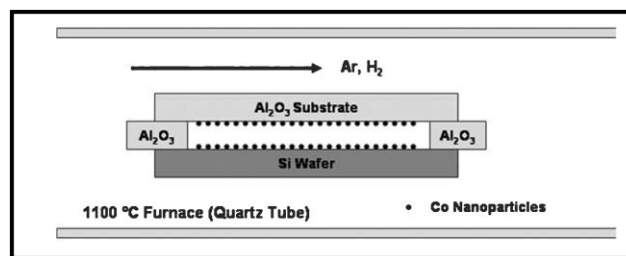 Ar, H₂
Al₂O₃ Substrate
Al₂O₃ Al₂O₃
Si Wafer
1100 ºC Furnace (Quartz Tube) • Co Nanoparticles